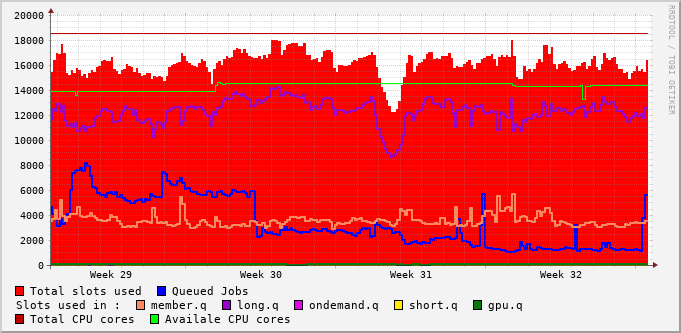 20000
18000
16000
14000
12000
10000
8000
6000
4000
2000
0
Week 29 Week 30 Week 31 Week 32
RRDTOOL / TOBI OETIKER
Total slots used Queued Jobs
Slots used in : member.q long.q ondemand.q short.q gpu.q
Total CPU cores Availale CPU cores